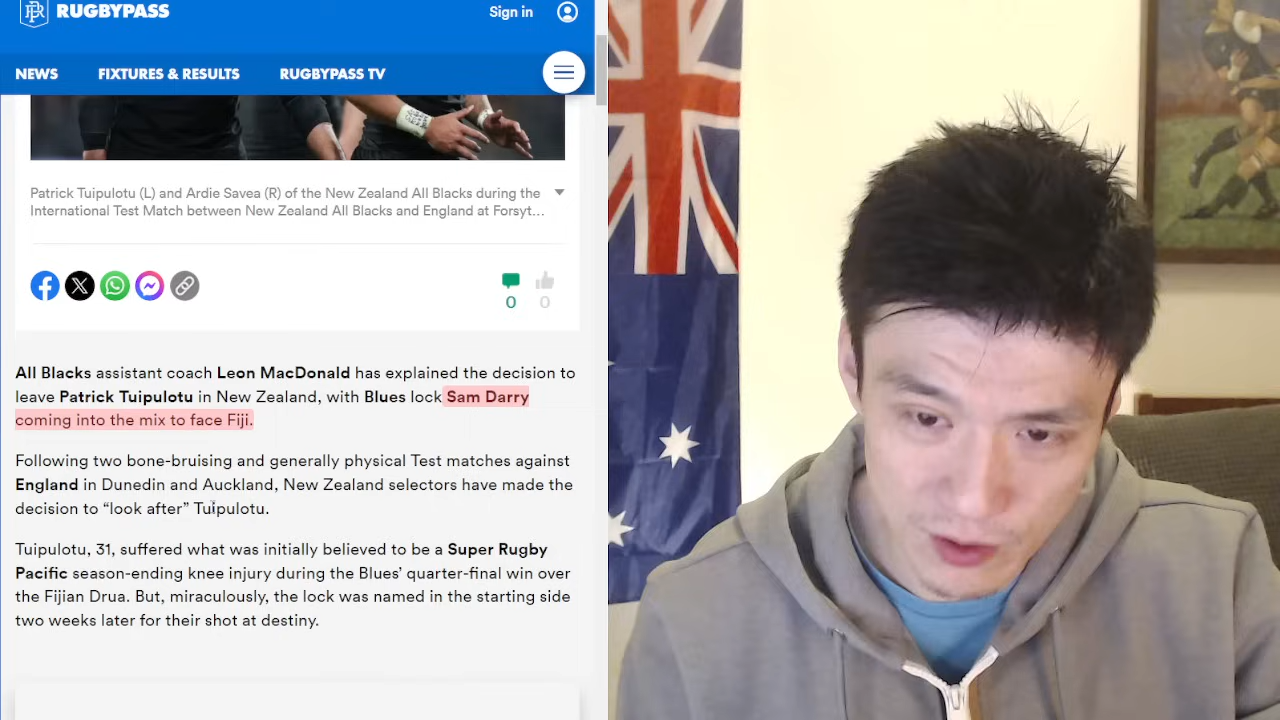 RUGBYPASS
Sign in
NEWS
FIXTURES & RESULTS
RUGBYPASS TV
Patrick Tuipulotu (L) and Ardie Savea (R) of the New Zealand All Blacks during the
International Test Match between New Zealand All Blacks and England at Forsyt...
0
0
All Blacks assistant coach Leon MacDonald has explained the decision to
leave Patrick Tuipulotu in New Zealand, with Blues lock Sam Darry
coming into the mix to face Fiji.
Following two bone-bruising and generally physical Test matches against
England in Dunedin and Auckland, New Zealand selectors have made the
decision to “look after” Tuipulotu.
Tuipulotu, 31, suffered what was initially believed to be a Super Rugby
Pacific season-ending knee injury during the Blues’ quarter-final win over
the Fijian Drua. But, miraculously, the lock was named in the starting side
two weeks later for their shot at destiny.